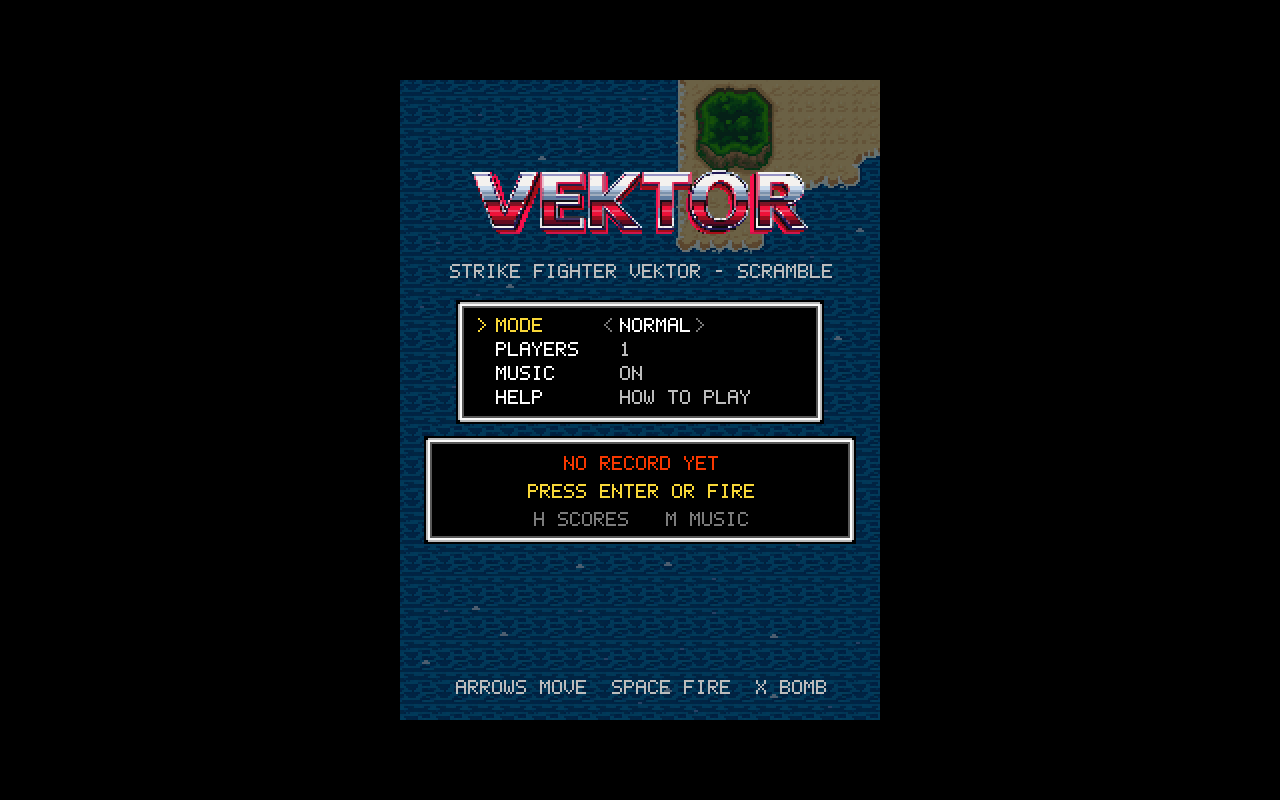 VEKTOR
STRIKE FIGHTER VEKTOR - SCRAMBLE
> MODE < NORMAL >
PLAYERS 1
MUSIC ON
HELP HOW TO PLAY
NO RECORD YET
PRESS ENTER OR FIRE
H SCORES M MUSIC
ARROWS MOVE SPACE FIRE X BOMB